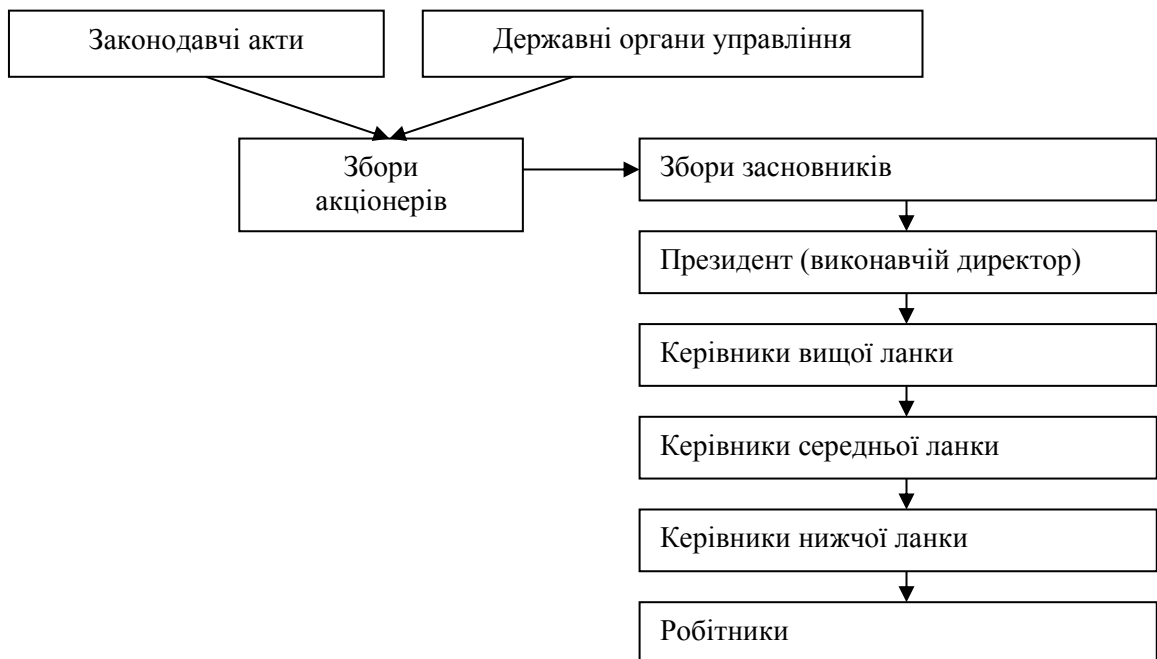 Законодавчі акти
Державні органи управління
Збори
акціонерів
Збори засновників
Президент (виконавчій директор)
Керівники вищої ланки
Керівники середньої ланки
Керівники нижчої ланки
Робітники